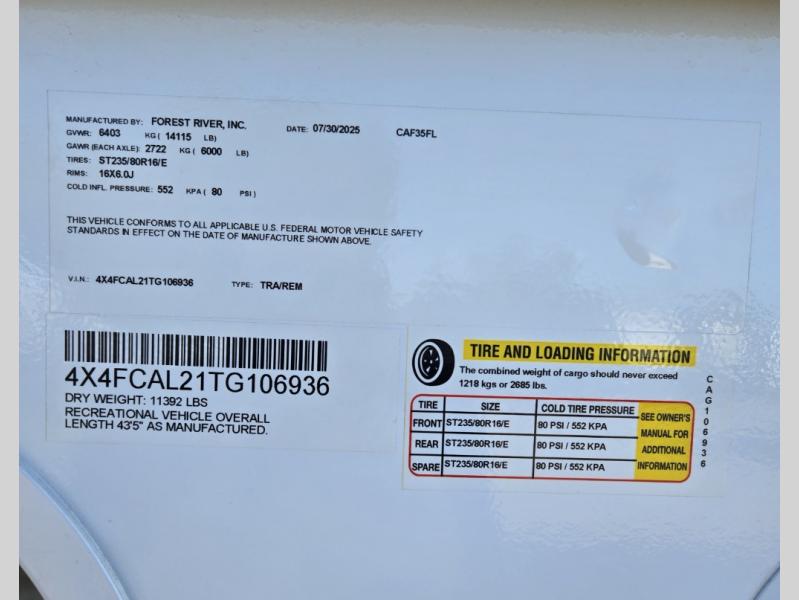 MANUFACTURED BY: FOREST RIVER, INC. DATE: 07/30/2025 CAF35FL
GVWR: 6403 KG ( 14115 LB)
GAWR (EACH AXLE): 2722 KG ( 6000 LB)
TIRES: ST235/80R16/E
RIMS: 16X6.0J
COLD INFL. PRESSURE: 552 KPA ( 80 PSI )
THIS VEHICLE CONFORMS TO ALL APPLICABLE U.S. FEDERAL MOTOR VEHICLE SAFETY
STANDARDS IN EFFECT ON THE DATE OF MANUFACTURE SHOWN ABOVE.
V.I.N.: 4X4FCAL21TG106936 TYPE: TRA/REM
4X4FCAL21TG106936
DRY WEIGHT: 11392 LBS
RECREATIONAL VEHICLE OVERALL
LENGTH 43'5" AS MANUFACTURED.
TIRE AND LOADING INFORMATION
The combined weight of cargo should never exceed
1218 kgs or 2685 lbs.
TIRE SIZE COLD TIRE PRESSURE
FRONT ST235/80R16/E 80 PSI / 552 KPA
REAR ST235/80R16/E 80 PSI / 552 KPA
SPARE ST235/80R16/E 80 PSI / 552 KPA
SEE OWNER'S
MANUAL FOR
ADDITIONAL
INFORMATION
CAG106936